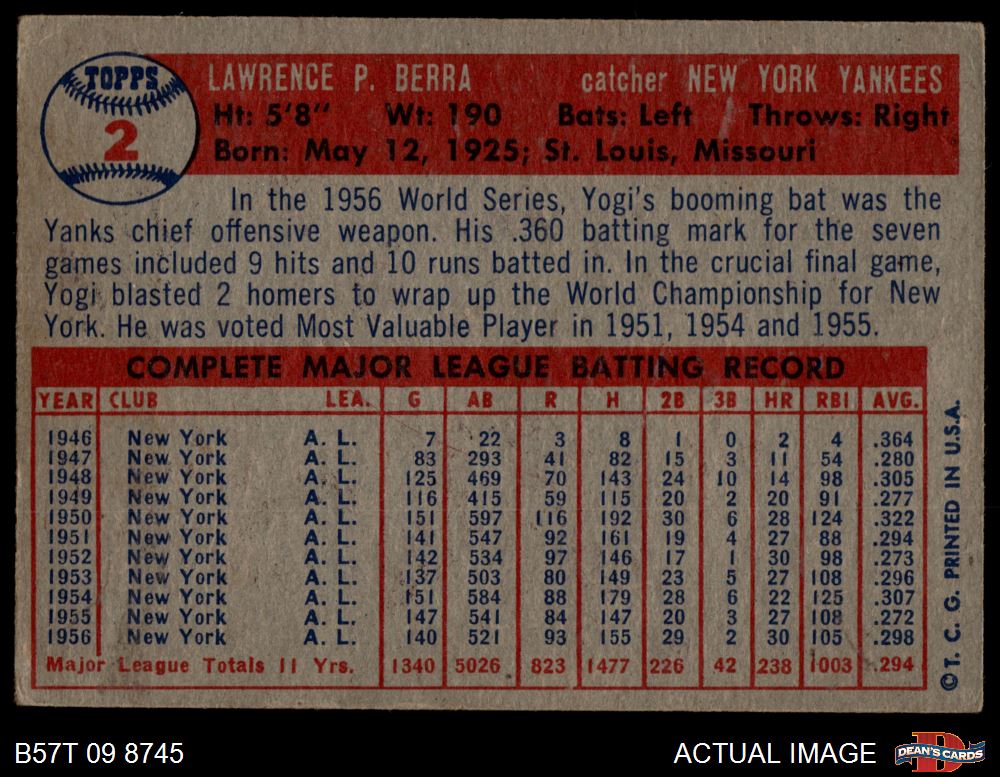 TOPPS
2
LAWRENCE P. BERRA catcher NEW YORK YANKEES
Ht: 5'8" Wt: 190 Bats: Left Throws: Right
Born: May 12, 1925; St. Louis, Missouri
In the 1956 World Series, Yogi's booming bat was the
Yanks chief offensive weapon. His .360 batting mark for the seven
games included 9 hits and 10 runs batted in. In the crucial final game,
Yogi blasted 2 homers to wrap up the World Championship for New
York. He was voted Most Valuable Player in 1951, 1954 and 1955.
COMPLETE MAJOR LEAGUE BATTING RECORD
YEAR CLUB LEA. G AB R H 2B 3B HR RBI AVG.
1946 New York A. L. 7 22 3 8 1 0 2 4 .364
1947 New York A. L. 83 293 41 82 15 3 11 54 .280
1948 New York A. L. 125 469 70 143 24 10 14 98 .305
1949 New York A. L. 116 415 59 115 20 2 20 91 .277
1950 New York A. L. 151 597 116 192 30 6 28 124 .322
1951 New York A. L. 141 547 92 161 19 4 27 88 .294
1952 New York A. L. 142 534 97 146 17 1 30 98 .273
1953 New York A. L. 137 503 80 149 23 5 27 108 .296
1954 New York A. L. 151 584 88 179 28 6 22 125 .307
1955 New York A. L. 147 541 84 147 20 3 27 108 .272
1956 New York A. L. 140 521 93 155 29 2 30 105 .298
Major League Totals 11 Yrs. 1340 5026 823 1477 226 42 238 1003 .294
©T. C. G. PRINTED IN U.S.A.
B57T 09 8745
ACTUAL IMAGE
D
DEAN'S CARDS